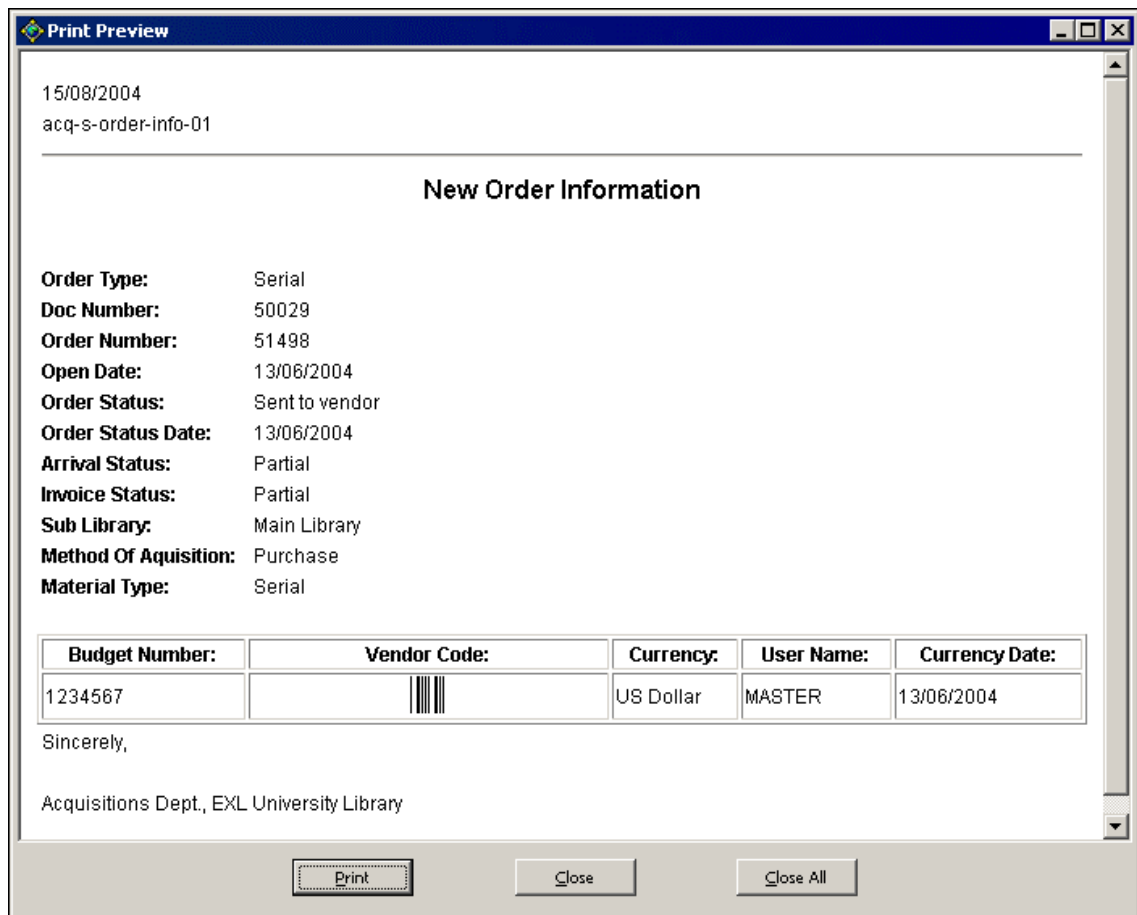 Print Preview
15/08/2004
acq-s-order-info-01
New Order Information
Order Type: Serial
Doc Number: 50029
Order Number: 51498
Open Date: 13/06/2004
Order Status: Sent to vendor
Order Status Date: 13/06/2004
Arrival Status: Partial
Invoice Status: Partial
Sub Library: Main Library
Method Of Aquisition: Purchase
Material Type: Serial
Budget Number: Vendor Code: Currency: User Name: Currency Date:
1234567 US Dollar MASTER 13/06/2004
Sincerely,
Acquisitions Dept., EXL University Library
Print Close Close All